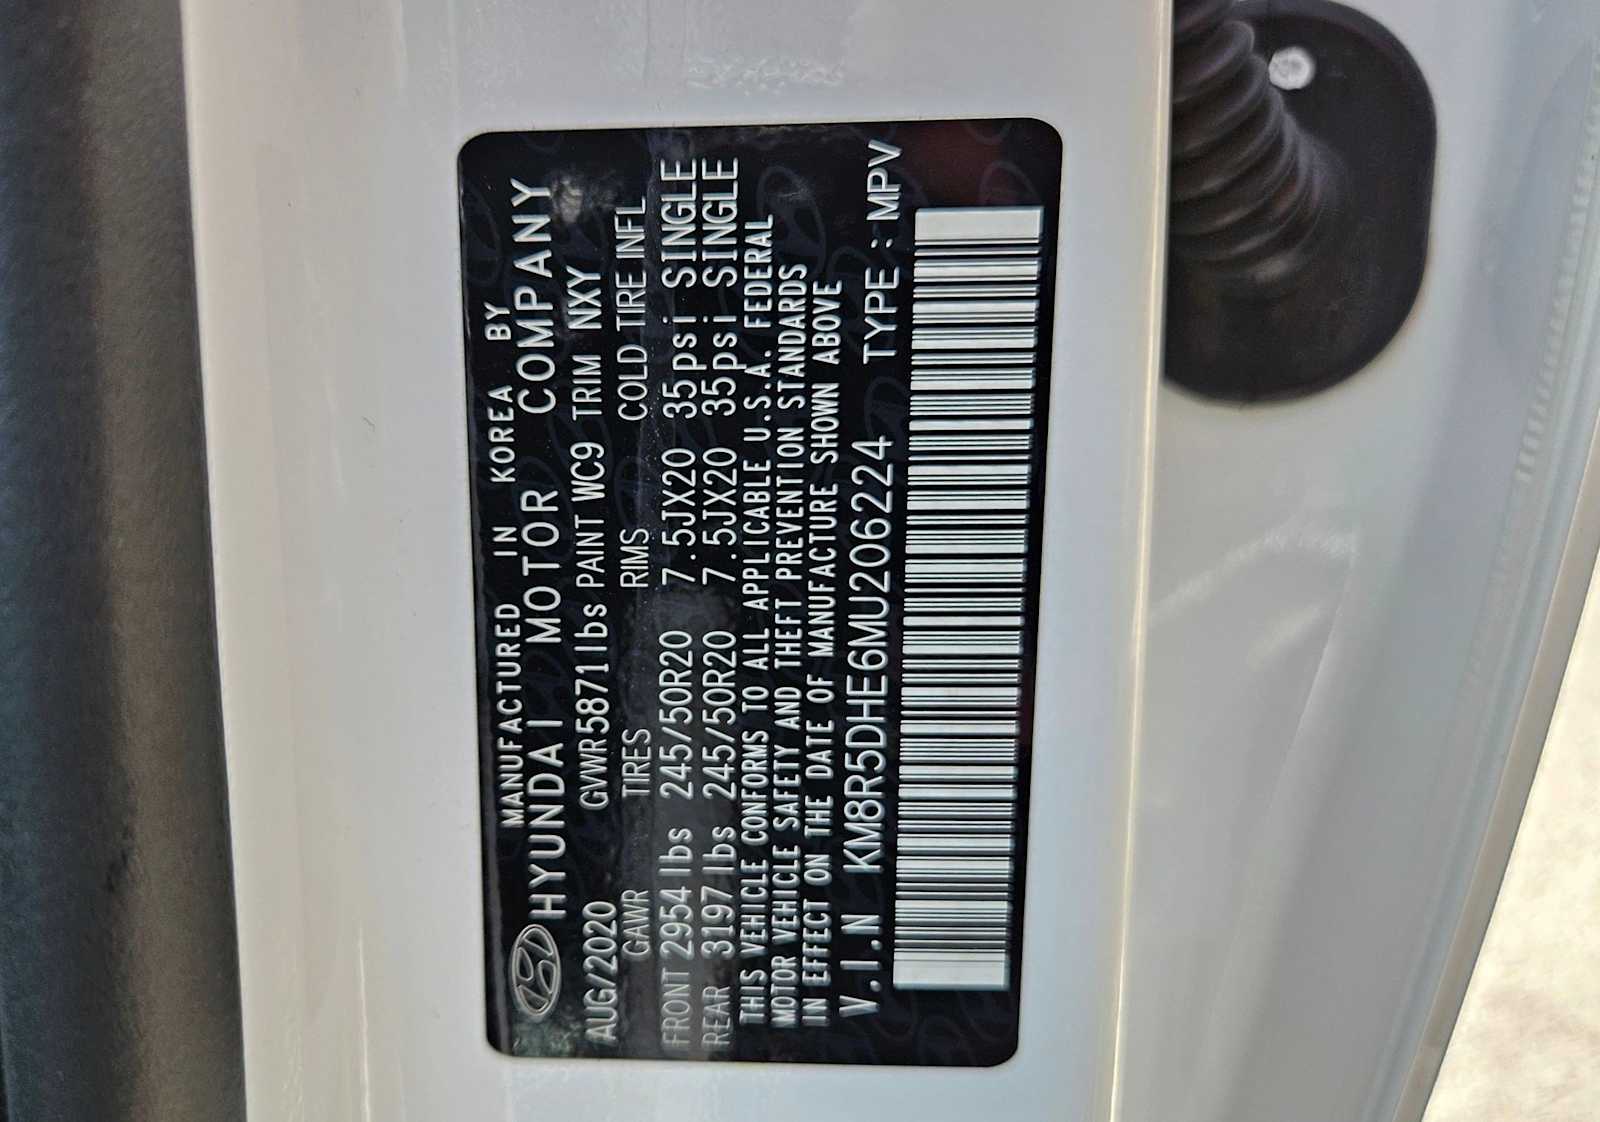 MANUFACTURED IN KOREA BY
HYUNDAI MOTOR COMPANY
AUG/2020 GVWR5871lbs PAINT WC9 TRIM NXY
GAWR TIRES RIMS COLD TIRE INFL
FRONT 2954lbs 245/50R20 7.5JX20 35psi SINGLE
REAR 3197lbs 245/50R20 7.5JX20 35psi SINGLE
THIS VEHICLE CONFORMS TO ALL APPLICABLE U.S.A. FEDERAL
MOTOR VEHICLE SAFETY AND THEFT PREVENTION STANDARDS
IN EFFECT ON THE DATE OF MANUFACTURE SHOWN ABOVE
V.I.N KM8R5DHE6MU206224 TYPE:MPV